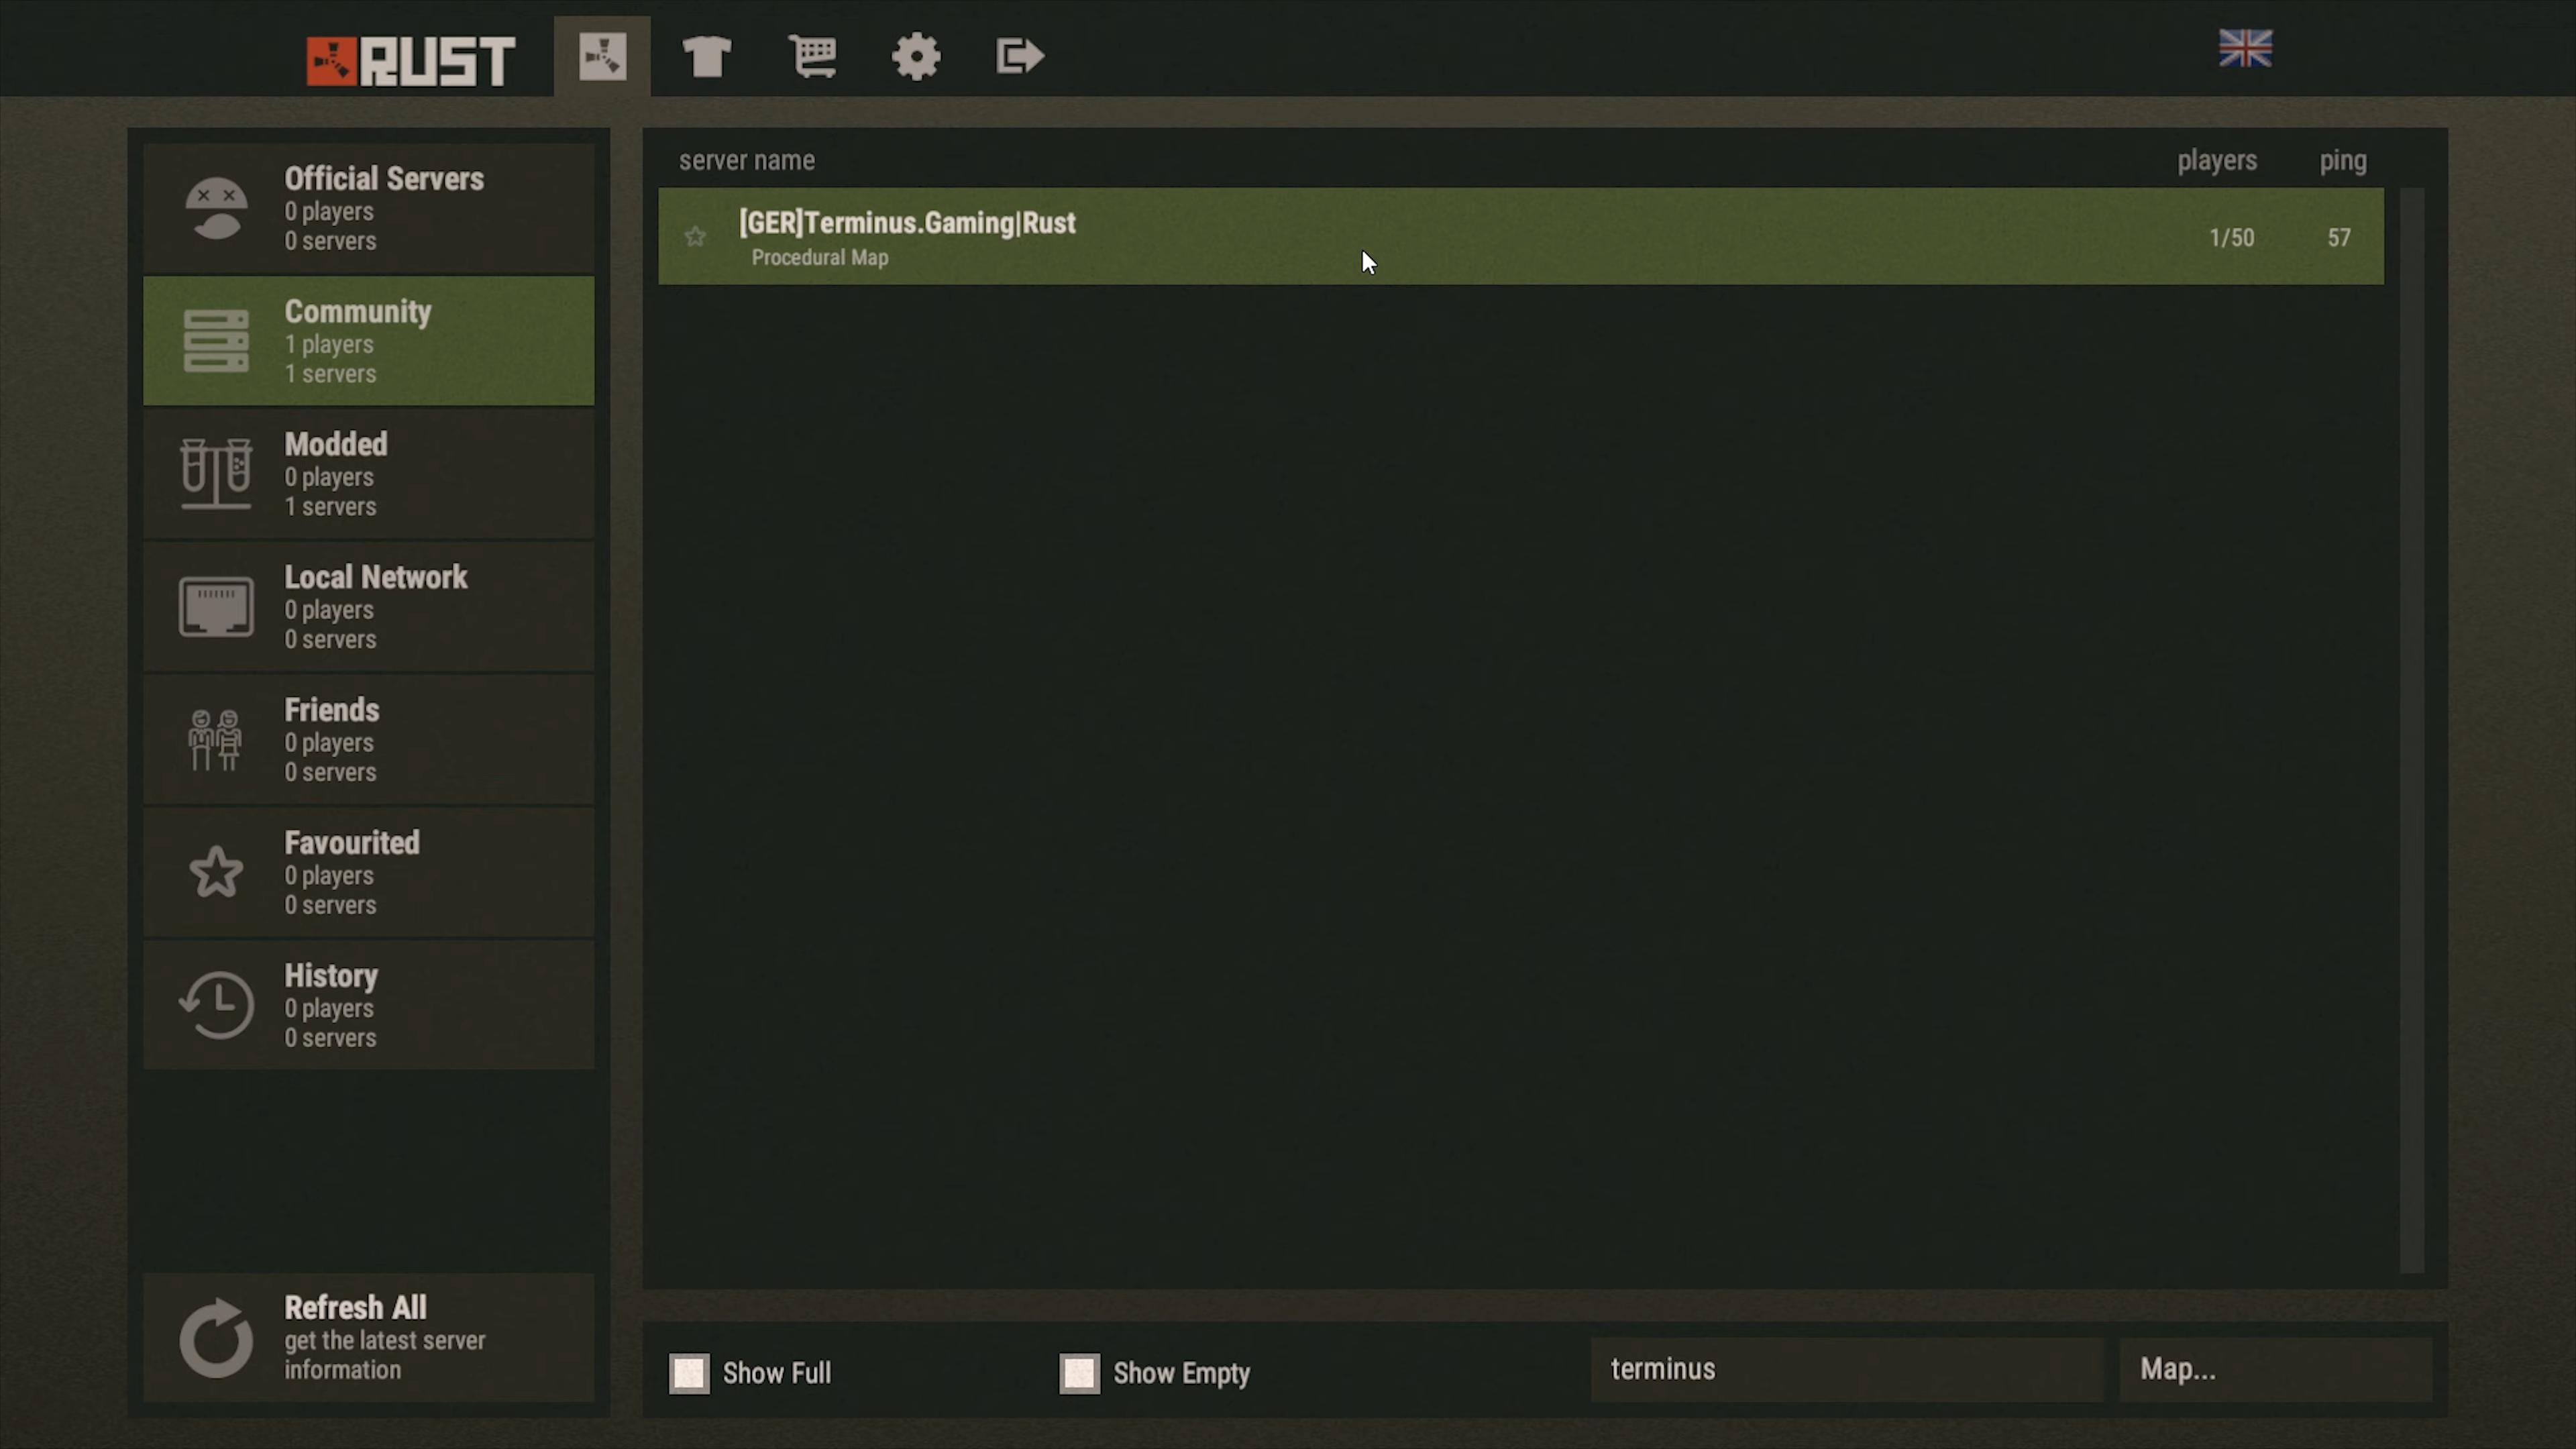 RUST
Official Servers
0 players
0 servers
Community
1 players
1 servers
Modded
0 players
1 servers
Local Network
0 players
0 servers
Friends
0 players
0 servers
Favourited
0 players
0 servers
History
0 players
0 servers
Refresh All
get the latest server
information
server name players ping
[GER]Terminus.Gaming|Rust
Procedural Map
1/50 57
Show Full Show Empty terminus Map...